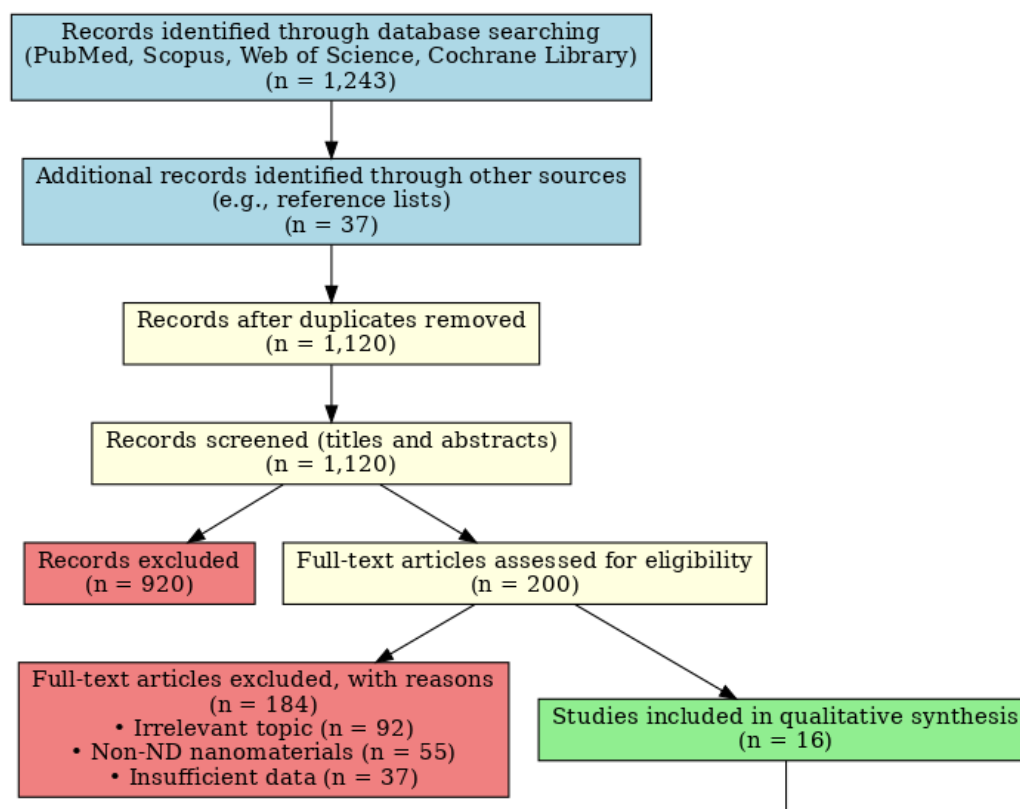 Records identified through database searching
(PubMed, Scopus, Web of Science, Cochrane Library)
(n = 1,243)
Additional records identified through other sources
(e.g., reference lists)
(n = 37)
Records after duplicates removed
(n = 1,120)
Records screened (titles and abstracts)
(n = 1,120)
Records excluded
(n = 920)
Full-text articles assessed for eligibility
(n = 200)
Full-text articles excluded, with reasons
(n = 184)
• Irrelevant topic (n = 92)
• Non-ND nanomaterials (n = 55)
• Insufficient data (n = 37)
Studies included in qualitative synthesis
(n = 16)